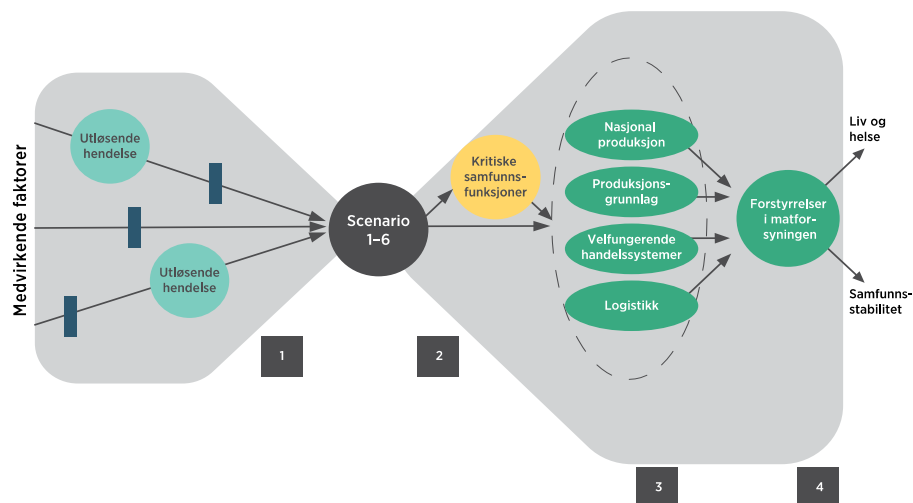 Medvirkende faktorer
Utløsende
hendelse
Utløsende
hendelse
1
Scenario
1–6
2
Kritiske
samfunns-
funksjoner
Nasjonal
produksjon
Produksjons-
grunnlag
Velfungerende
handelssystemer
Logistikk
3
Forstyrrelser
i matfor-
syningen
4
Liv og
helse
Samfunns-
stabilitet